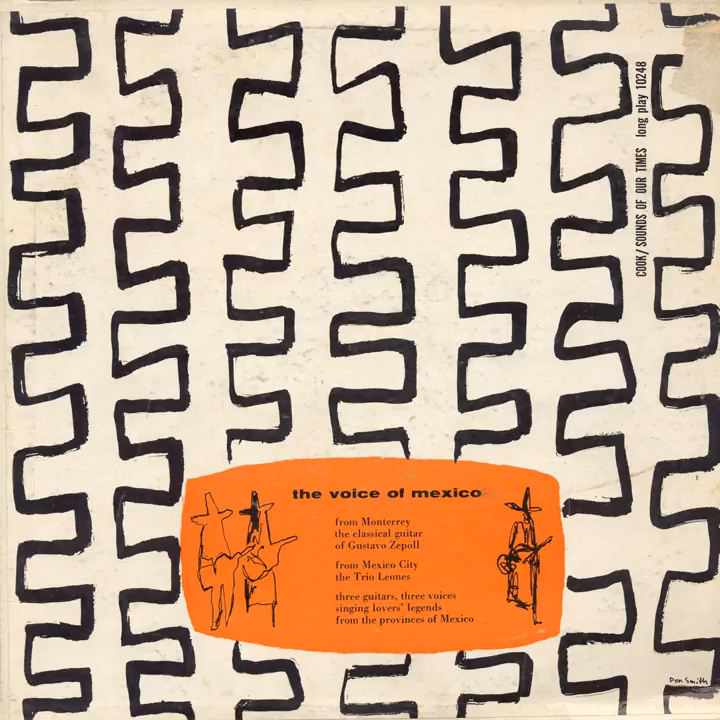 COOK/ SOUNDS OF OUR TIMES long play 10248
the voice of mexico
from Monterrey
the classical guitar
of Gustavo Zepoll
from Mexico City
the Trio Leones
three guitars, three voices
singing lovers' legends
from the provinces of Mexico
Don Smith